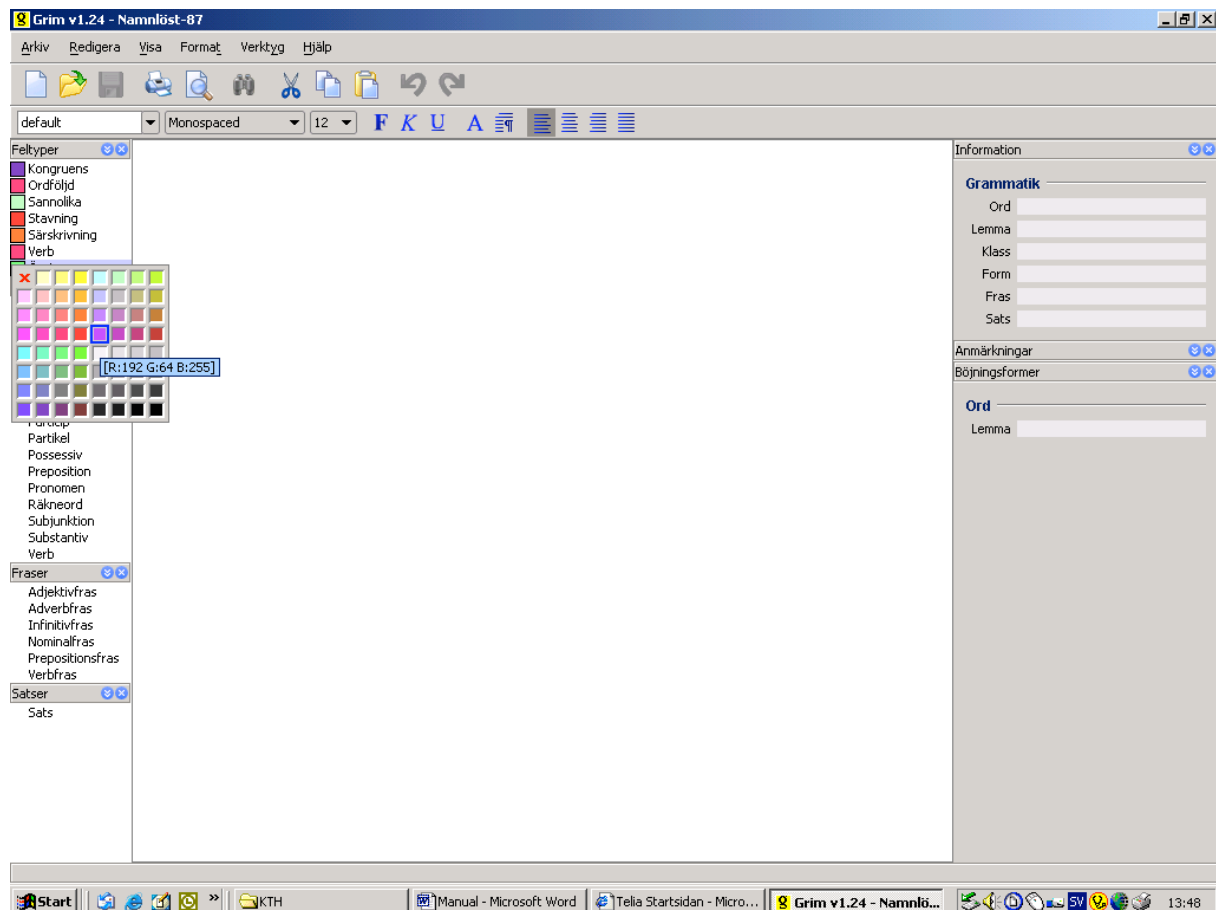 g Grim v1.24 - Namnlöst-87
Arkiv Redigera Visa Format Verktyg Hjälp
default Monospaced 12 F K U A
Feltyper
Kongruens
Ordföljd
Sannolika
Stavning
Särskrivning
Verb
[R:192 G:64 B:255]
Particip
Partikel
Possessiv
Preposition
Pronomen
Räkneord
Subjunktion
Substantiv
Verb
Fraser
Adjektivfras
Adverbfras
Infinitivfras
Nominalfras
Prepositionsfras
Verbfras
Satser
Sats
Information
Grammatik
Ord
Lemma
Klass
Form
Fras
Sats
Anmärkningar
Böjningsformer
Ord
Lemma
Start » KTH Manual - Microsoft Word Telia Startsidan - Micro... g Grim v1.24 - Namnlö... SV 13:48